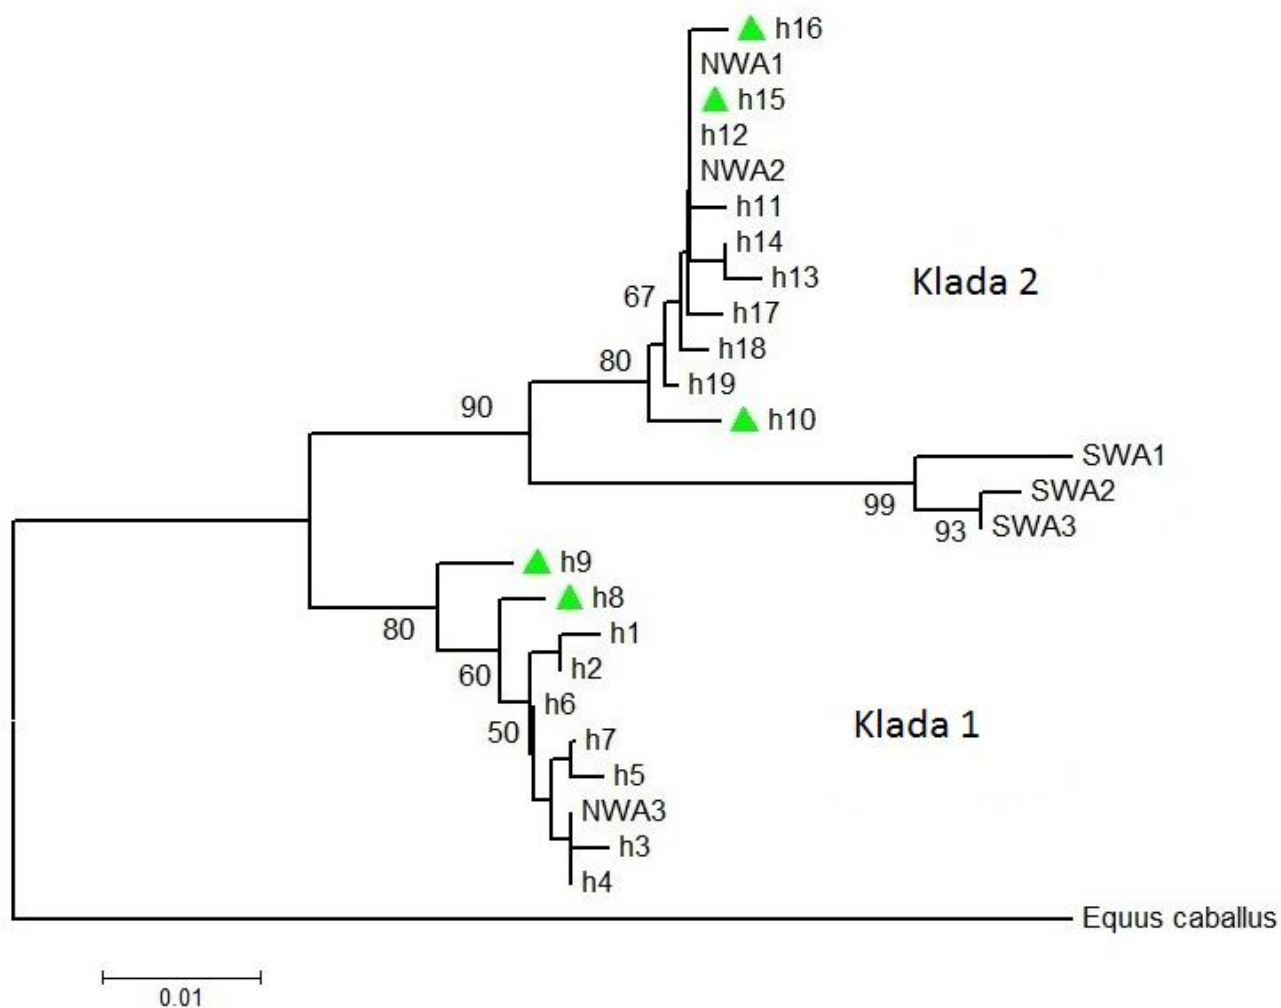 h16
NWA1
h15
h12
NWA2
h11
h14
h13
Klada 2
67
h17
h18
80
h19
90
h10
SWA1
SWA2
99
SWA3
93
h9
h8
80
h1
h2
60
h6
Klada 1
50
h7
h5
NWA3
h3
h4
Equus caballus
0.01